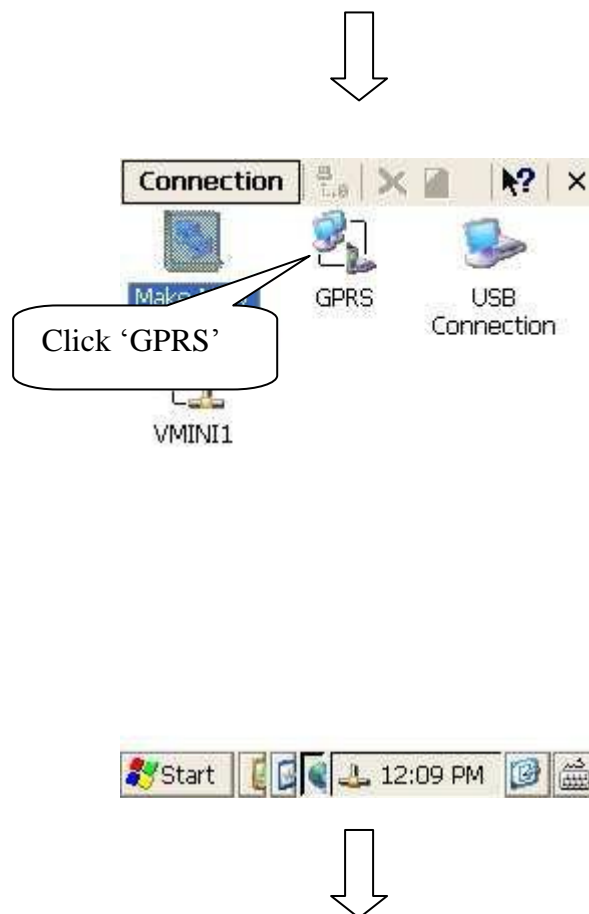 Connection
GPRS
USB
Connection
Click ‘GPRS’
VMINI1
Start
12:09 PM